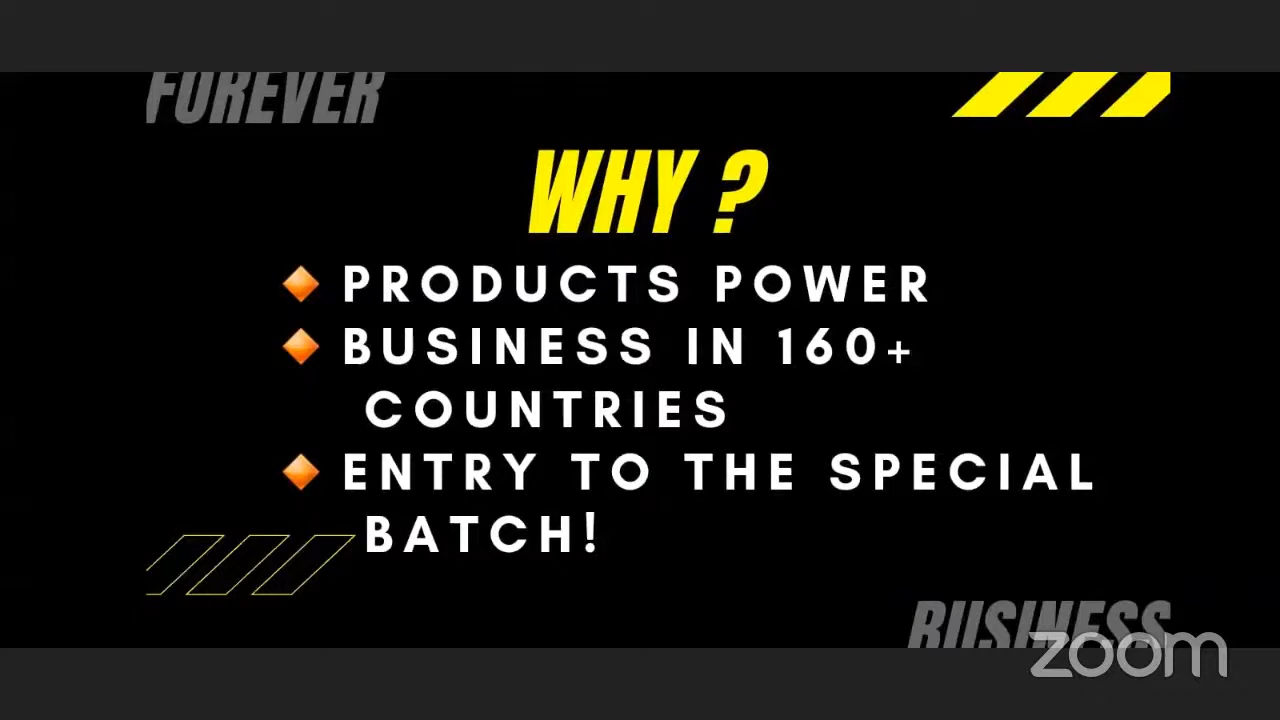 FOREVER
WHY ?
PRODUCTS POWER
BUSINESS IN 160+
COUNTRIES
ENTRY TO THE SPECIAL
BATCH!
BUSINESS
zoom